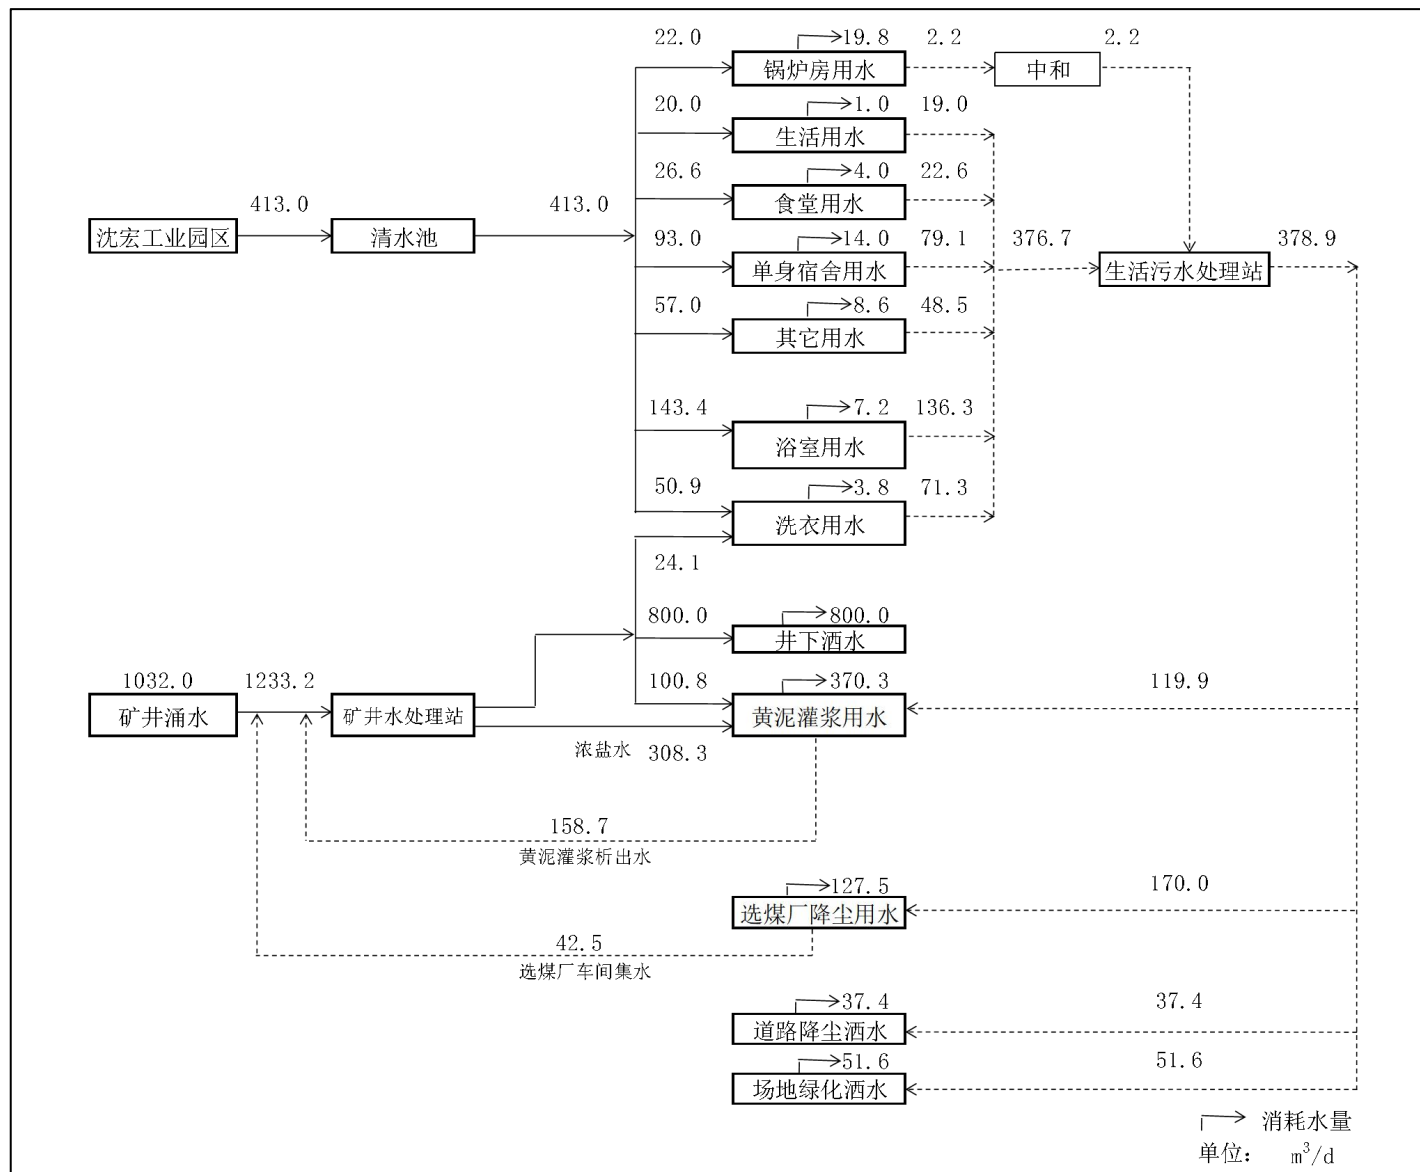 22.0 19.8 2.2 2.2
锅炉房用水 中和
20.0 1.0 19.0
生活用水
26.6 4.0 22.6
食堂用水
413.0 413.0
沈宏工业园区 清水池
93.0 14.0 79.1 376.7 378.9
单身宿舍用水 生活污水处理站
57.0 8.6 48.5
其它用水
143.4 7.2 136.3
浴室用水
50.9 3.8 71.3
洗衣用水
24.1
800.0 800.0
井下洒水
1032.0 1233.2 100.8 370.3 119.9
矿井涌水 矿井水处理站 黄泥灌浆用水
浓盐水 308.3
158.7
黄泥灌浆析出水
127.5 170.0
选煤厂降尘用水
42.5
选煤厂车间集水
37.4 37.4
道路降尘洒水
51.6 51.6
场地绿化洒水
消耗水量
单位: m³/d